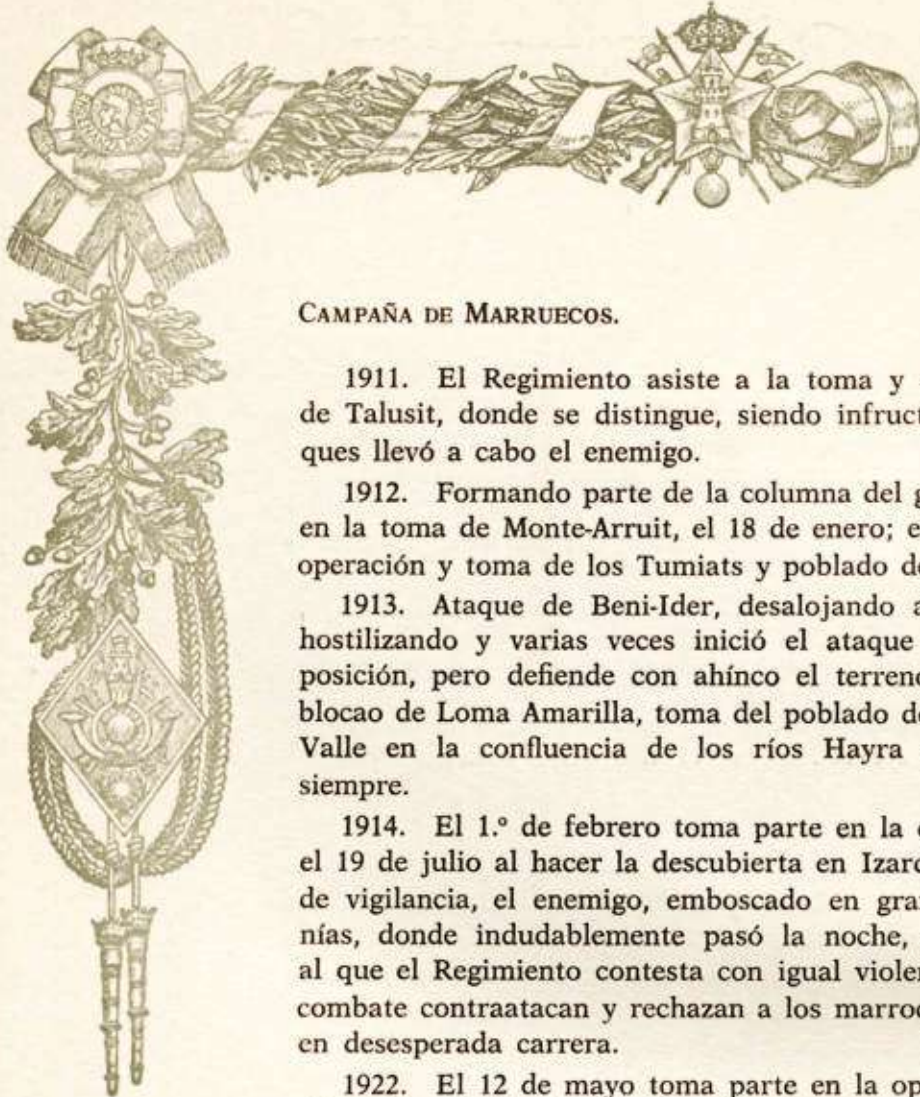 CAMPAÑA DE MARRUECOS.
1911. El Regimiento asiste a la toma y
de Talusit, donde se distingue, siendo infruct
ques llevó a cabo el enemigo.
1912. Formando parte de la columna del g
en la toma de Monte-Arruit, el 18 de enero; e
operación y toma de los Tumiats y poblado de
1913. Ataque de Beni-Ider, desalojando a
hostilizando y varias veces inició el ataque
posición, pero defiende con ahínco el terreno
blocao de Loma Amarilla, toma del poblado de
Valle en la confluencia de los ríos Hayra
siempre.
1914. El 1.º de febrero toma parte en la
el 19 de julio al hacer la descubierta en Izard
de vigilancia, el enemigo, emboscado en gra
nías, donde indudablemente pasó la noche,
al que el Regimiento contesta con igual violen
combate contraatacan y rechazan a los marroc
en desesperada carrera.
1922. El 12 de mayo toma parte en la op